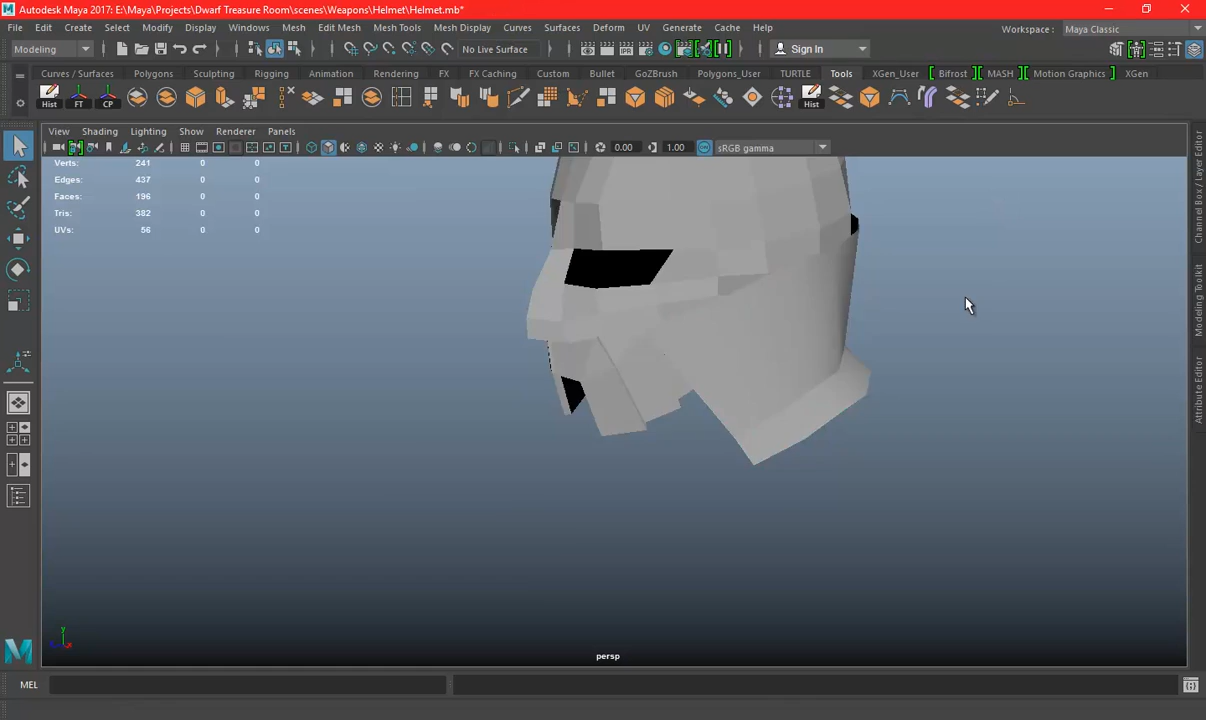 Autodesk Maya 2017: E:\Maya\Projects\Dwarf Treasure Room\scenes\Weapons\Helmet\Helmet.mb*
File Edit Create Select Modify Display Windows Mesh Edit Mesh Mesh Tools Mesh Display Curves Surfaces Deform UV Generate Cache Help Workspace : Maya Classic
Modeling No Live Surface Sign In
Curves / Surfaces Polygons Sculpting Rigging Animation Rendering FX FX Caching Custom Bullet GoZBrush Polygons_User TURTLE Tools XGen_User Bifrost MASH Motion Graphics XGen
Hist FT CP Hist
View Shading Lighting Show Renderer Panels
0.00 1.00 sRGB gamma
Verts: 241 0 0
Edges: 437 0 0
Faces: 196 0 0
Tris: 382 0 0
UVs: 56 0 0
Channel Box / Layer Editor
Modeling Toolkit
Attribute Editor
y
persp
MEL